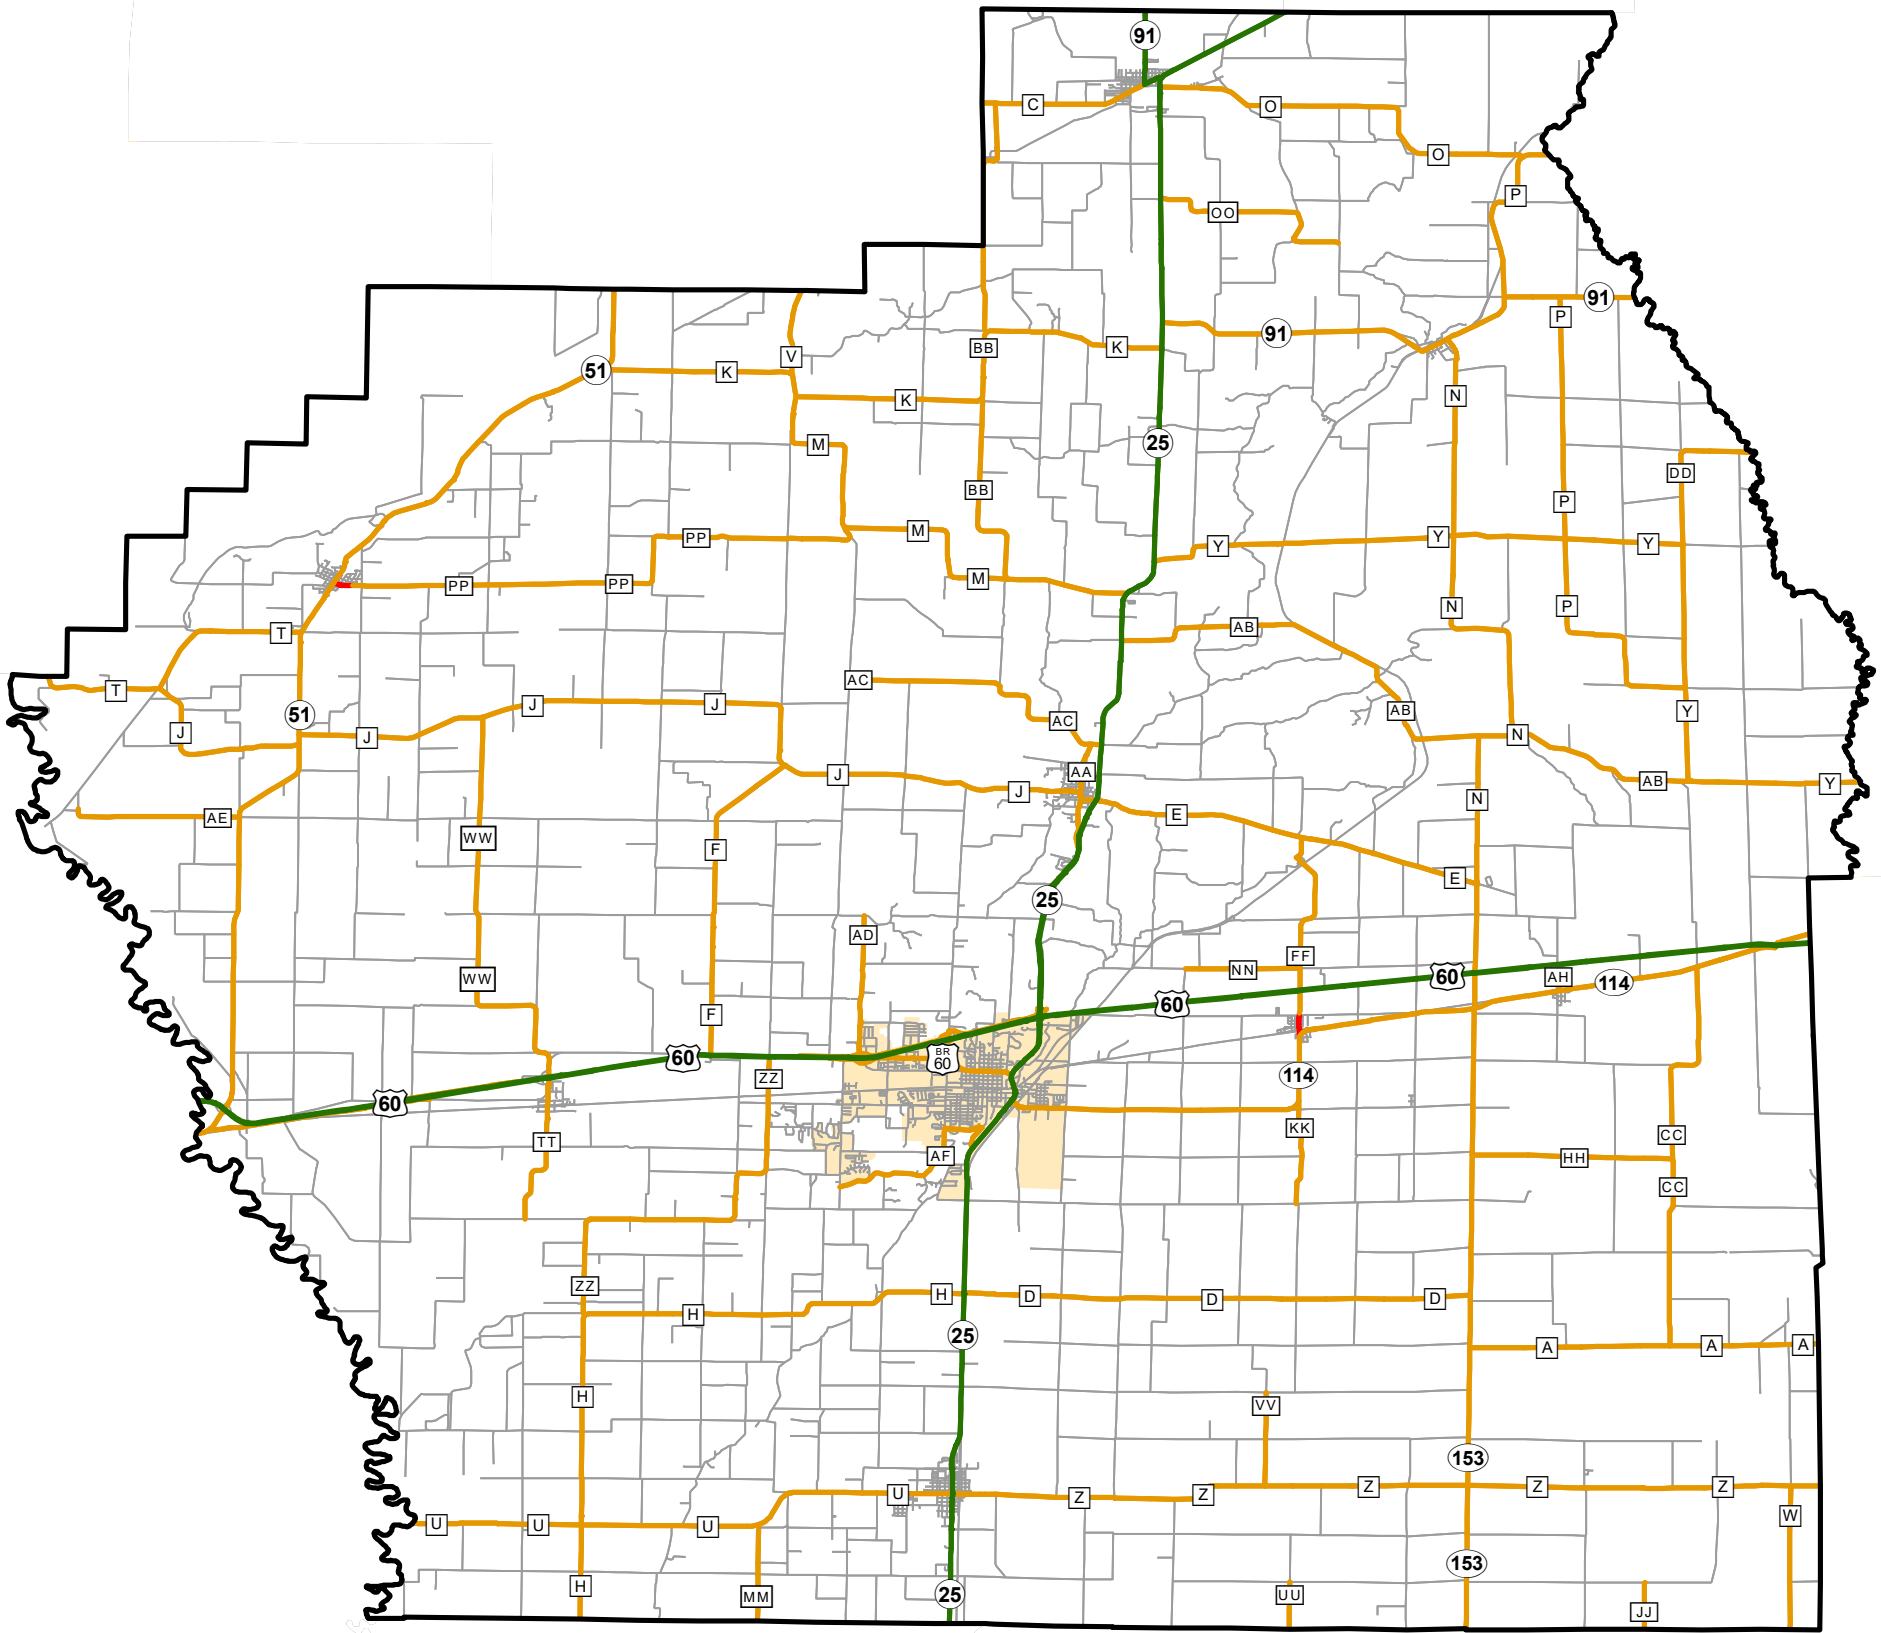 91
C
O
O
P
OO
91
P
91
V
BB
K
51
K
K
N
M
25
DD
BB
P
M
PP
Y
Y
Y
M
PP
PP
N
P
T
AB
AC
T
J
J
51
AC
AB
Y
J
J
N
AA
J
J
AB
Y
N
AE
E
WW
F
E
25
AD
FF
NN
WW
60
AH
114
60
F
60
BR
60
114
ZZ
60
KK
CC
TT
AF
HH
CC
ZZ
H
D
D
D
H
25
A
A
A
H
VV
153
U
Z
Z
Z
Z
Z
U
U
U
W
153
H
MM
25
UU
JJ